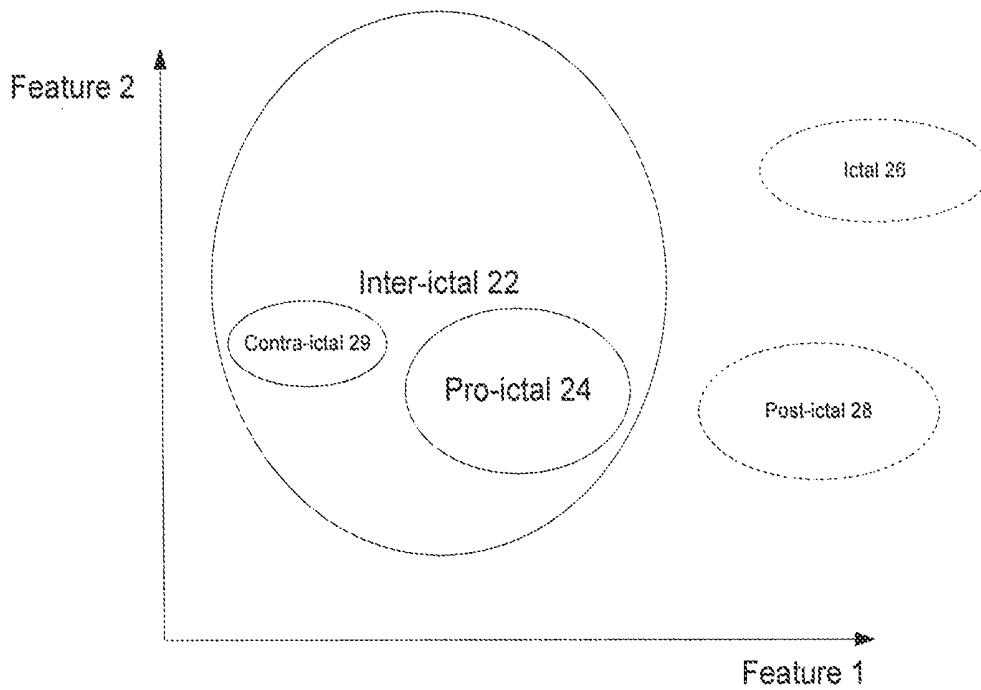 Feature 2
Ictal 26
Inter-ictal 22
Contra-ictal 29
Pro-ictal 24
Post-ictal 28
Feature 1